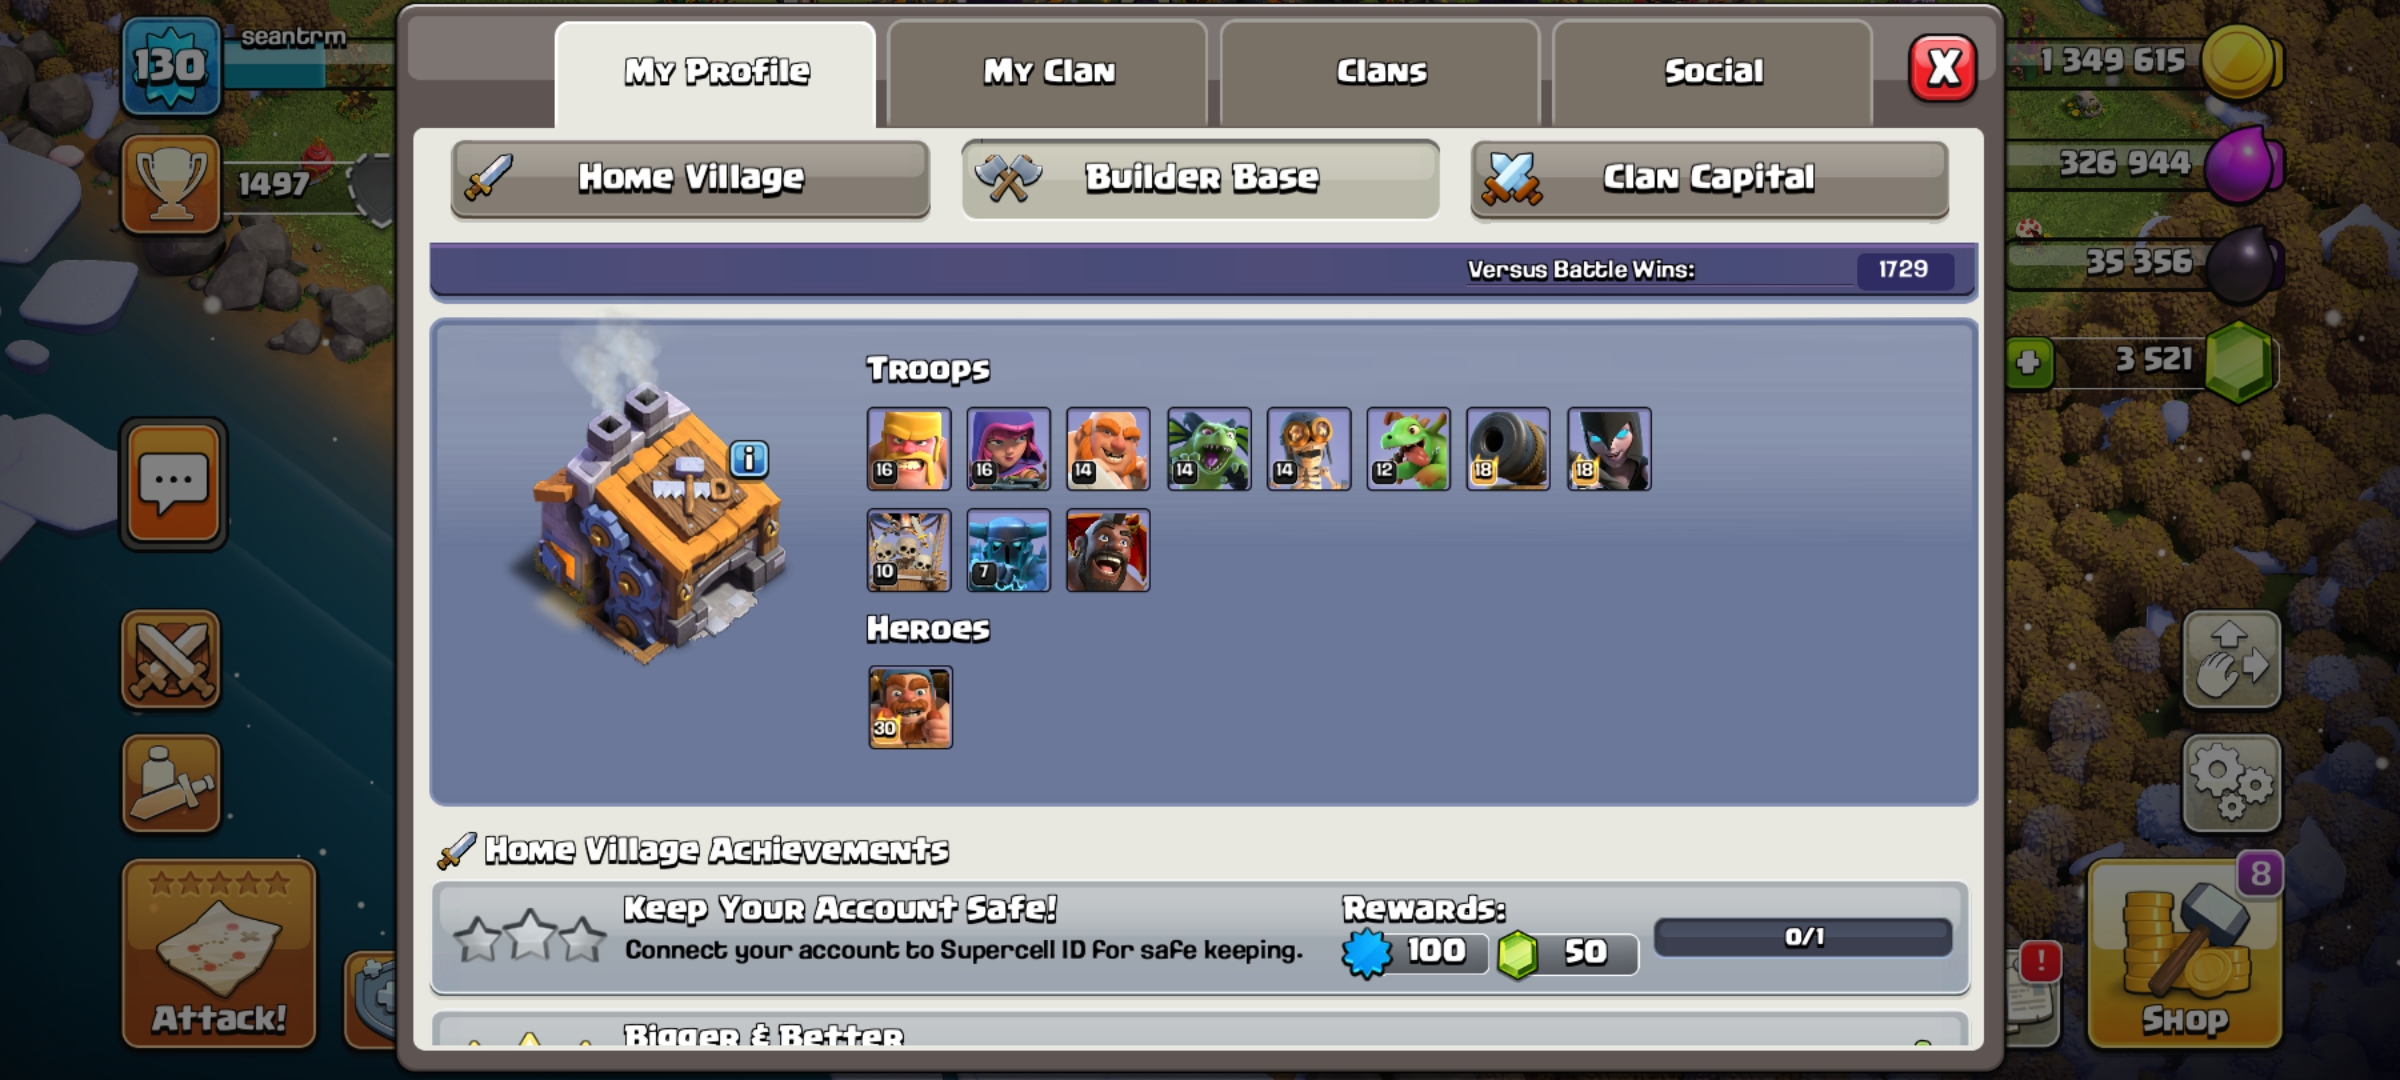 130
seantrm
My Profile
My Clan
Clans
Social
X
1 349 615
1497
Home Village
Builder Base
Clan Capital
326 944
Versus Battle Wins:
1729
35 356
3 521
Troops
16
16
14
14
14
12
18
18
10
7
Heroes
30
Home Village Achievements
8
Keep Your Account Safe!
Connect your account to Supercell ID for safe keeping.
Rewards:
100
50
0/1
!
Attack!
Shop
Bigger & Better